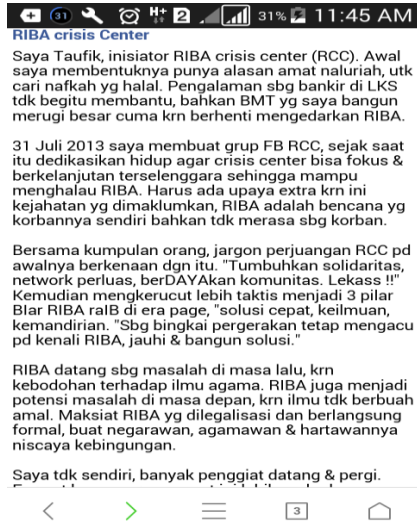 31
H+
2
31%
11:45 AM
RIBA crisis Center
Saya Taufik, inisiator RIBA crisis center (RCC). Awal
saya membentuknya punya alasan amat naluriah, utk
cari nafkah yg halal. Pengalaman sbg bankir di LKS
tdk begitu membantu, bahkan BMT yg saya bangun
merugi besar cuma krn berhenti mengedarkan RIBA.
31 Juli 2013 saya membuat grup FB RCC, sejak saat
itu dedikasikan hidup agar crisis center bisa fokus &
berkelanjutan terselenggara sehingga mampu
menghalau RIBA. Harus ada upaya extra krn ini
kejahatan yg dimaklumkan, RIBA adalah bencana yg
korbannya sendiri bahkan tdk merasa sbg korban.
Bersama kumpulan orang, jargon perjuangan RCC pd
awalnya berkenaan dgn itu. "Tumbuhkan solidaritas,
network perluas, berDAYAkan komunitas. Lekass !!"
Kemudian mengkerucut lebih taktis menjadi 3 pilar
BIar RIBA raIB di era page, "solusi cepat, keilmuan,
kemandirian. "Sbg bingkai pergerakan tetap mengacu
pd kenali RIBA, jauhi & bangun solusi."
RIBA datang sbg masalah di masa lalu, krn
kebodohan terhadap ilmu agama. RIBA juga menjadi
potensi masalah di masa depan, krn ilmu tdk berbuah
amal. Maksiat RIBA yg dilegalisasi dan berlangsung
formal, buat negarawan, agamawan & hartawannya
niscaya kebingungan.
Saya tdk sendiri, banyak penggiat datang & pergi.
3